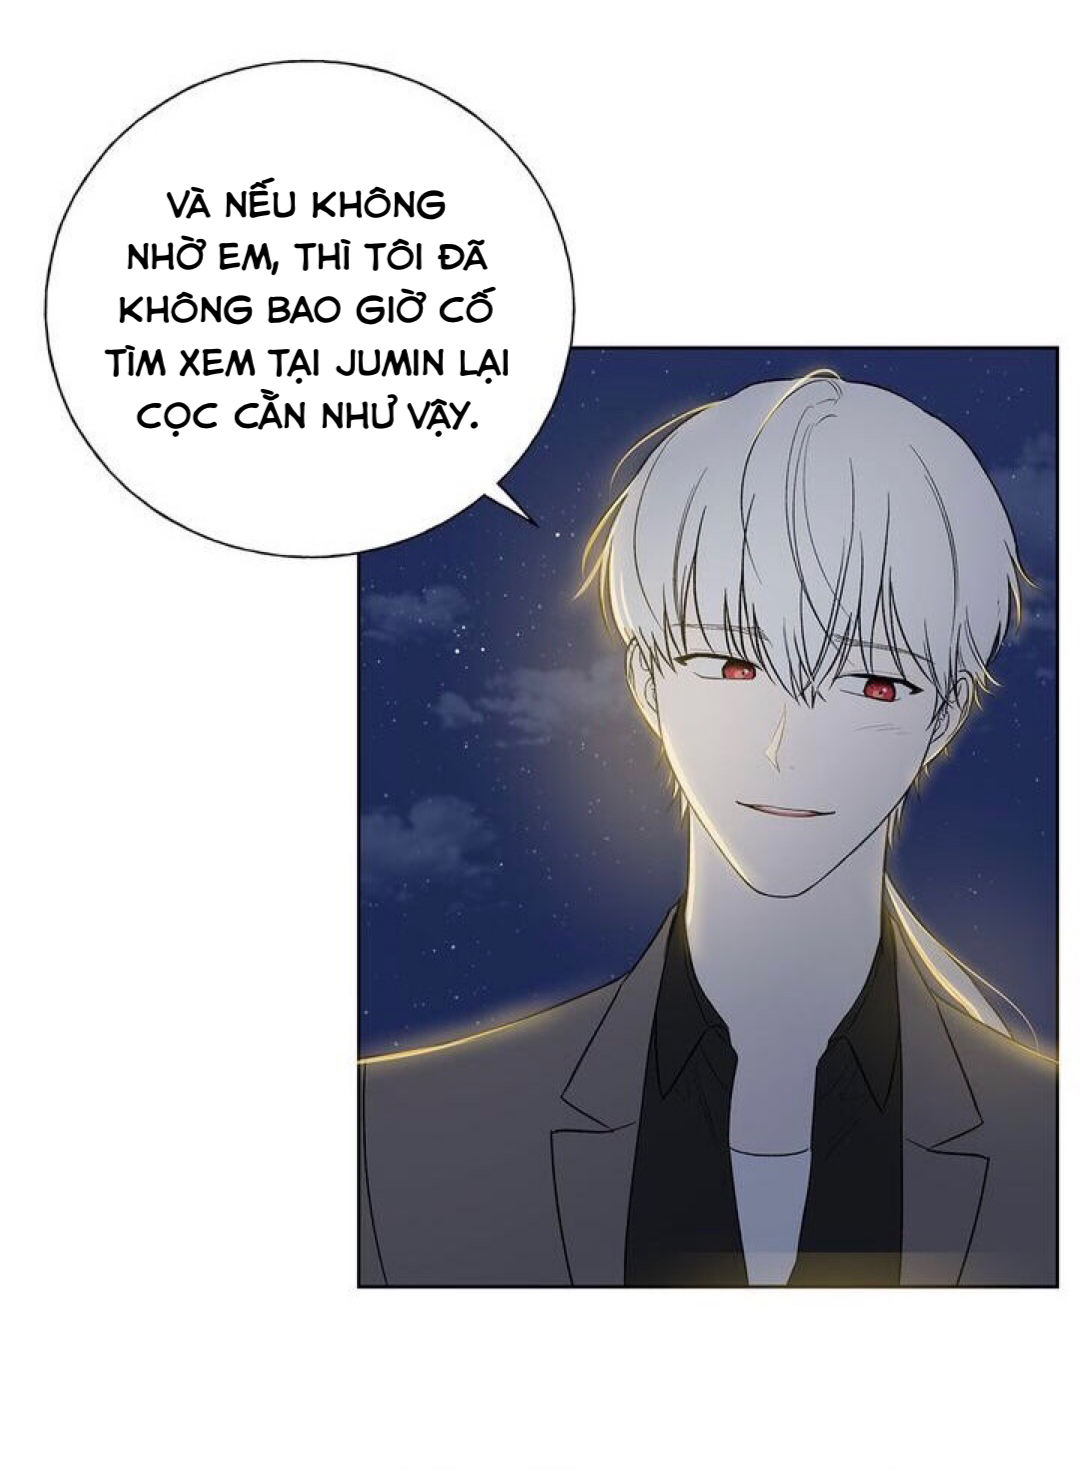 VÀ NẾU KHÔNG
NHỜ EM, THÌ TÔI ĐÃ
KHÔNG BAO GIỜ CỐ
TÌM XEM TẠI JUMIN LẠI
CỌC CẰN NHƯ VẬY.